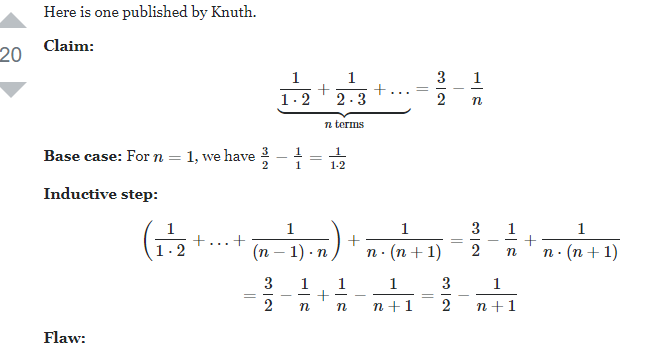 Here is one published by Knuth.
20
Claim:
\underbrace{\frac{1}{1 \cdot 2} + \frac{1}{2 \cdot 3} + \ldots}_{n \text{ terms}} = \frac{3}{2} - \frac{1}{n}
Base case: For n = 1, we have \frac{3}{2} - \frac{1}{1} = \frac{1}{1 \cdot 2}
Inductive step:
\left( \frac{1}{1 \cdot 2} + \ldots + \frac{1}{(n-1) \cdot n} \right) + \frac{1}{n \cdot (n+1)} = \frac{3}{2} - \frac{1}{n} + \frac{1}{n \cdot (n+1)}
= \frac{3}{2} - \frac{1}{n} + \frac{1}{n} - \frac{1}{n+1} = \frac{3}{2} - \frac{1}{n+1}
Flaw: